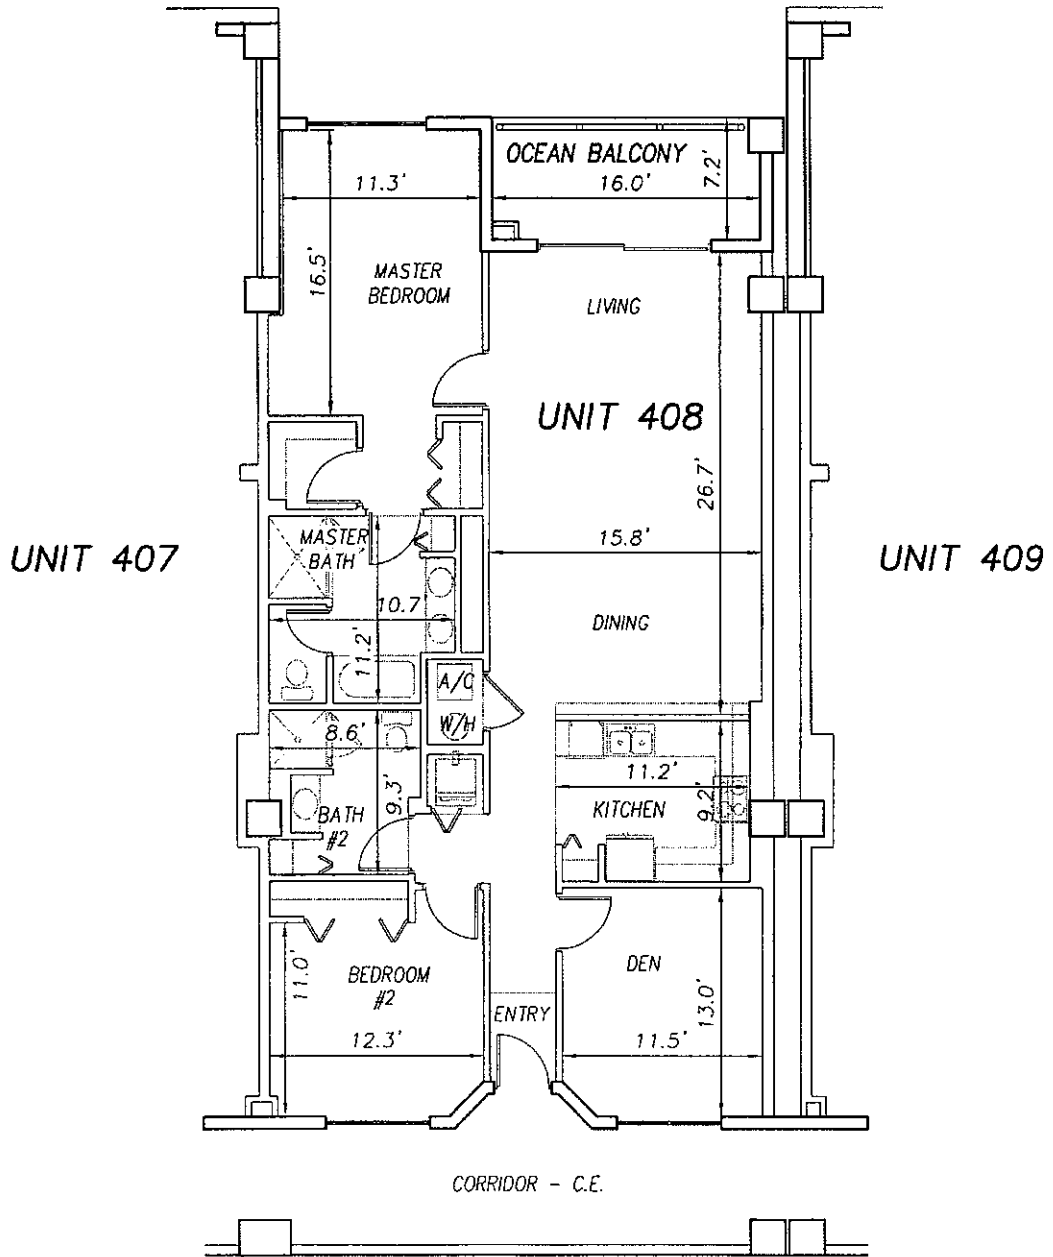 OCEAN BALCONY
16.0'
7.2'
11.3'
16.5'
MASTER
BEDROOM
LIVING
UNIT 408
26.7'
15.8'
UNIT 407
UNIT 409
MASTER
BATH
10.7'
11.2'
DINING
A/C
W/H
8.6'
9.3'
BATH
#2
11.2'
9.2'
KITCHEN
11.0'
BEDROOM
#2
12.3'
ENTRY
DEN
13.0'
11.5'
CORRIDOR - C.E.